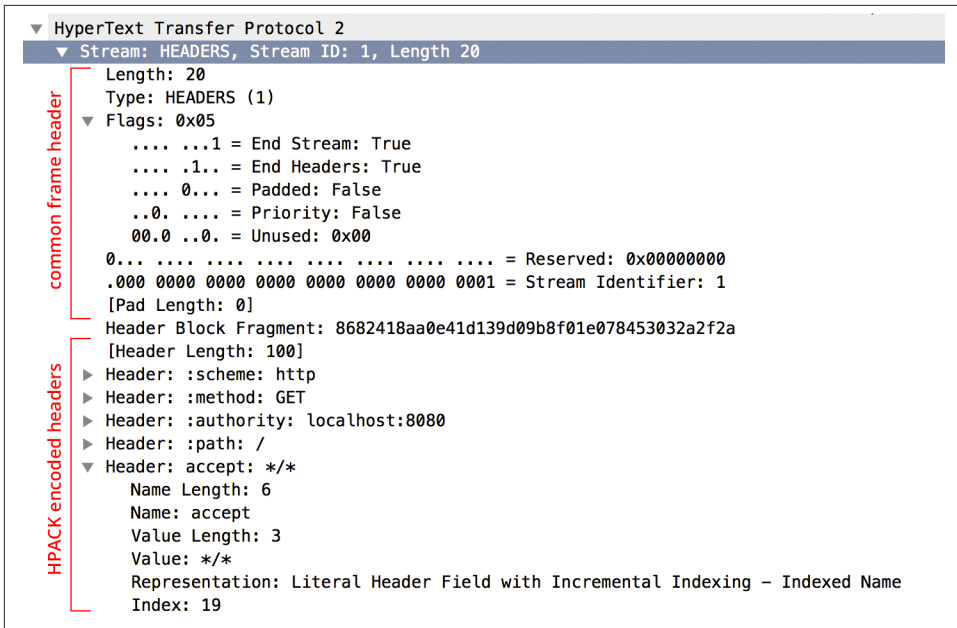 HyperText Transfer Protocol 2
Stream: HEADERS, Stream ID: 1, Length 20
Length: 20
Type: HEADERS (1)
Flags: 0x05
.... ...1 = End Stream: True
.... .1.. = End Headers: True
.... 0... = Padded: False
..0. .... = Priority: False
00.0 ..0. = Unused: 0x00
0... .... .... .... .... .... .... .... = Reserved: 0x00000000
.000 0000 0000 0000 0000 0000 0000 0001 = Stream Identifier: 1
[Pad Length: 0]
common frame header
Header Block Fragment: 8682418aa0e41d139d09b8f01e078453032a2f2a
[Header Length: 100]
Header: :scheme: http
Header: :method: GET
Header: :authority: localhost:8080
Header: :path: /
Header: accept: */*
Name Length: 6
Name: accept
Value Length: 3
Value: */*
Representation: Literal Header Field with Incremental Indexing – Indexed Name
Index: 19
HPACK encoded headers